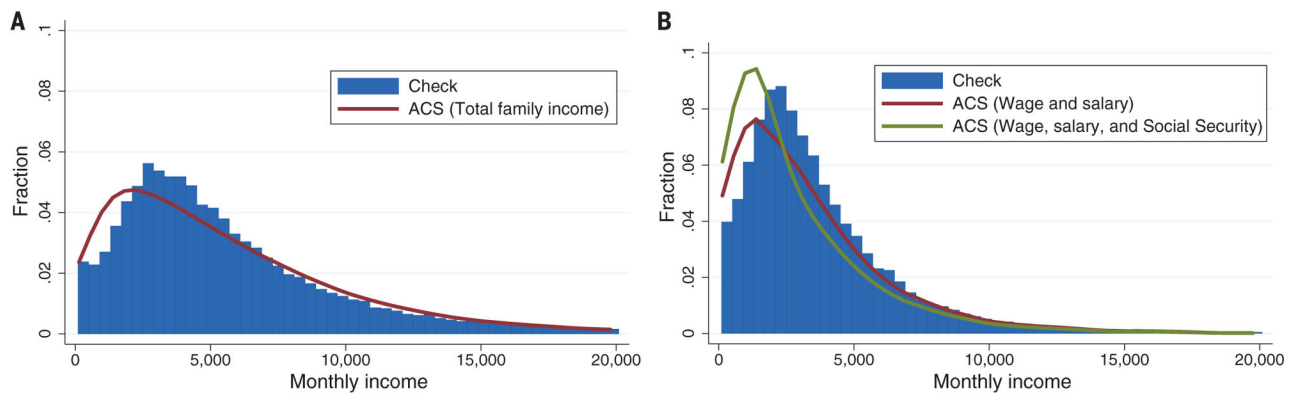 A
Fraction
.1
.08
.06
.04
.02
0
Check
ACS (Total family income)
0 5,000 10,000 15,000 20,000
Monthly income
B
Fraction
.1
.08
.06
.04
.02
0
Check
ACS (Wage and salary)
ACS (Wage, salary, and Social Security)
0 5,000 10,000 15,000 20,000
Monthly income